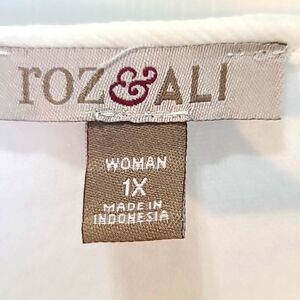 roz&ALI
WOMAN
1X
MADE IN
INDONESIA